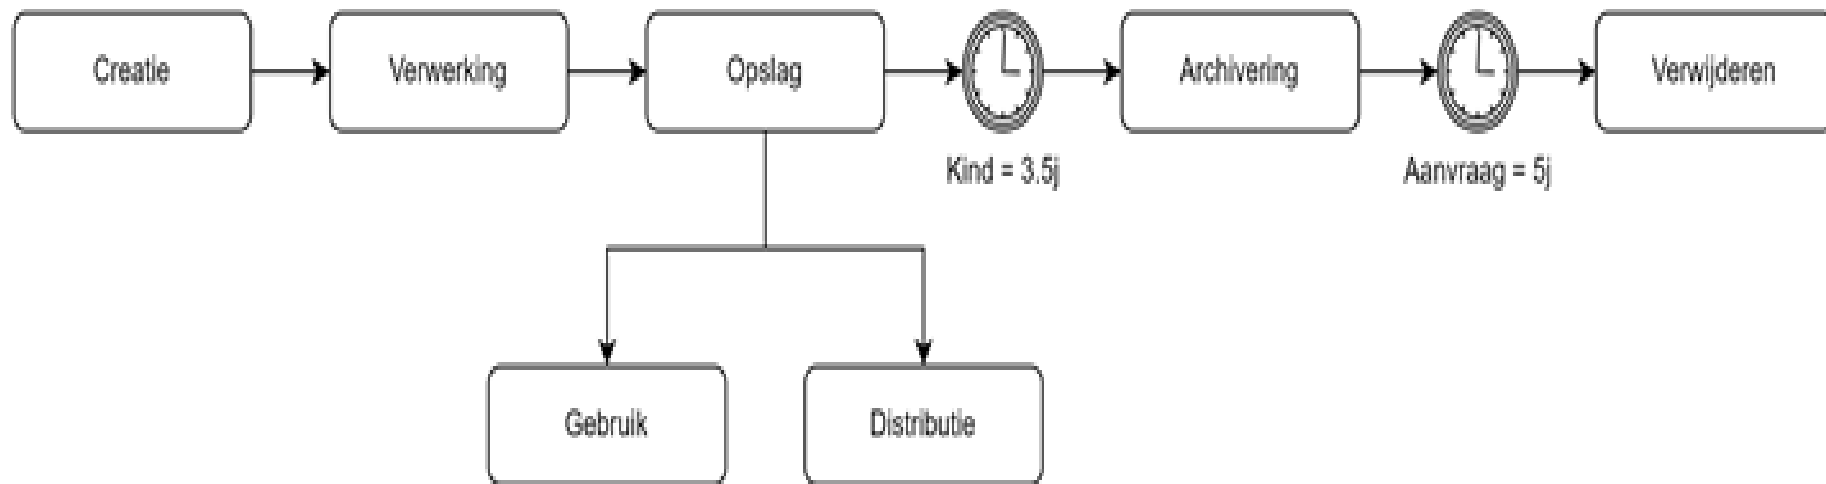 Creatie
Verwerking
Opslag
Archivering
Verwijderen
Kind = 3.5j
Aanvraag = 5j
Gebruik
Distributie